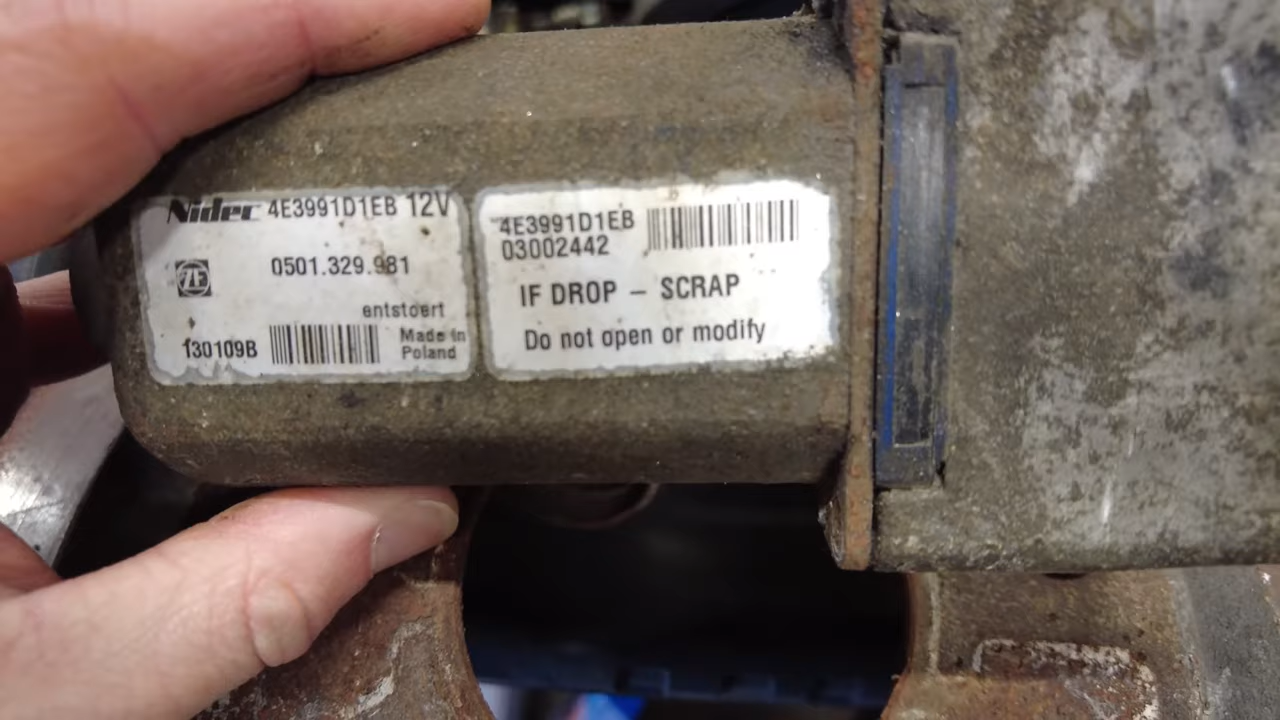 Nidec 4E3991D1EB 12V
ZF
0501.329.981
entstoert
130109B
Made in
Poland
4E3991D1EB
03002442
IF DROP – SCRAP
Do not open or modify